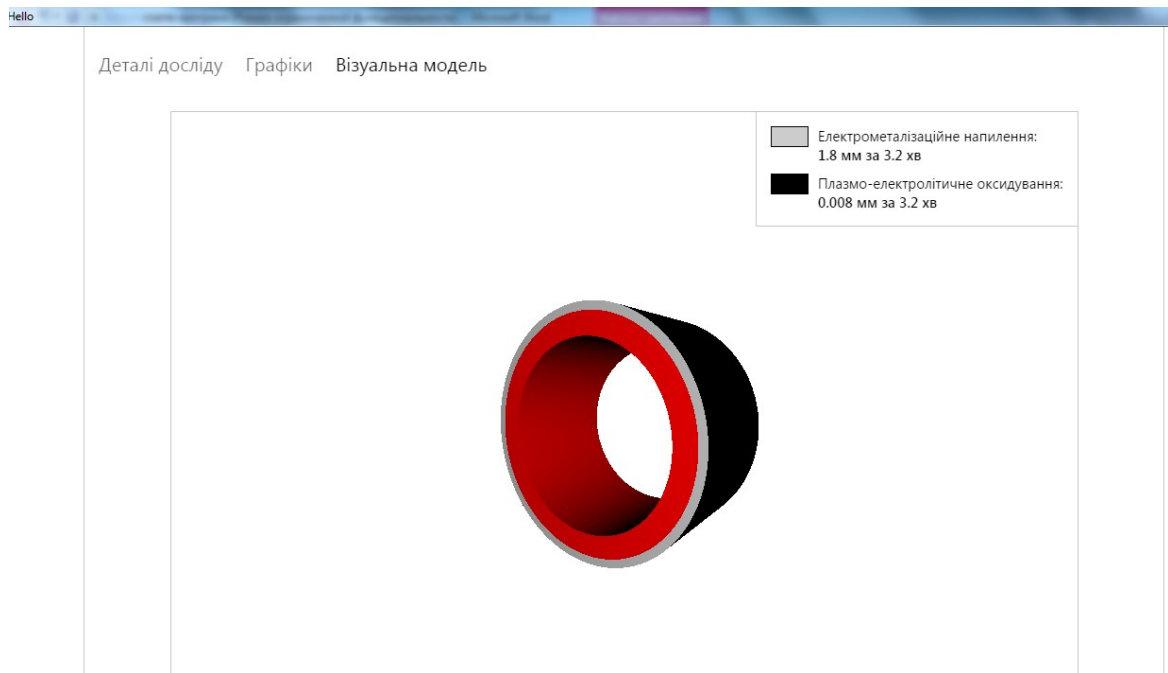 Hello
Деталі досліду Графіки Візуальна модель
Електрометалізаційне напилення:
1.8 мм за 3.2 хв
Плазмо-електролітичне оксидування:
0.008 мм за 3.2 хв